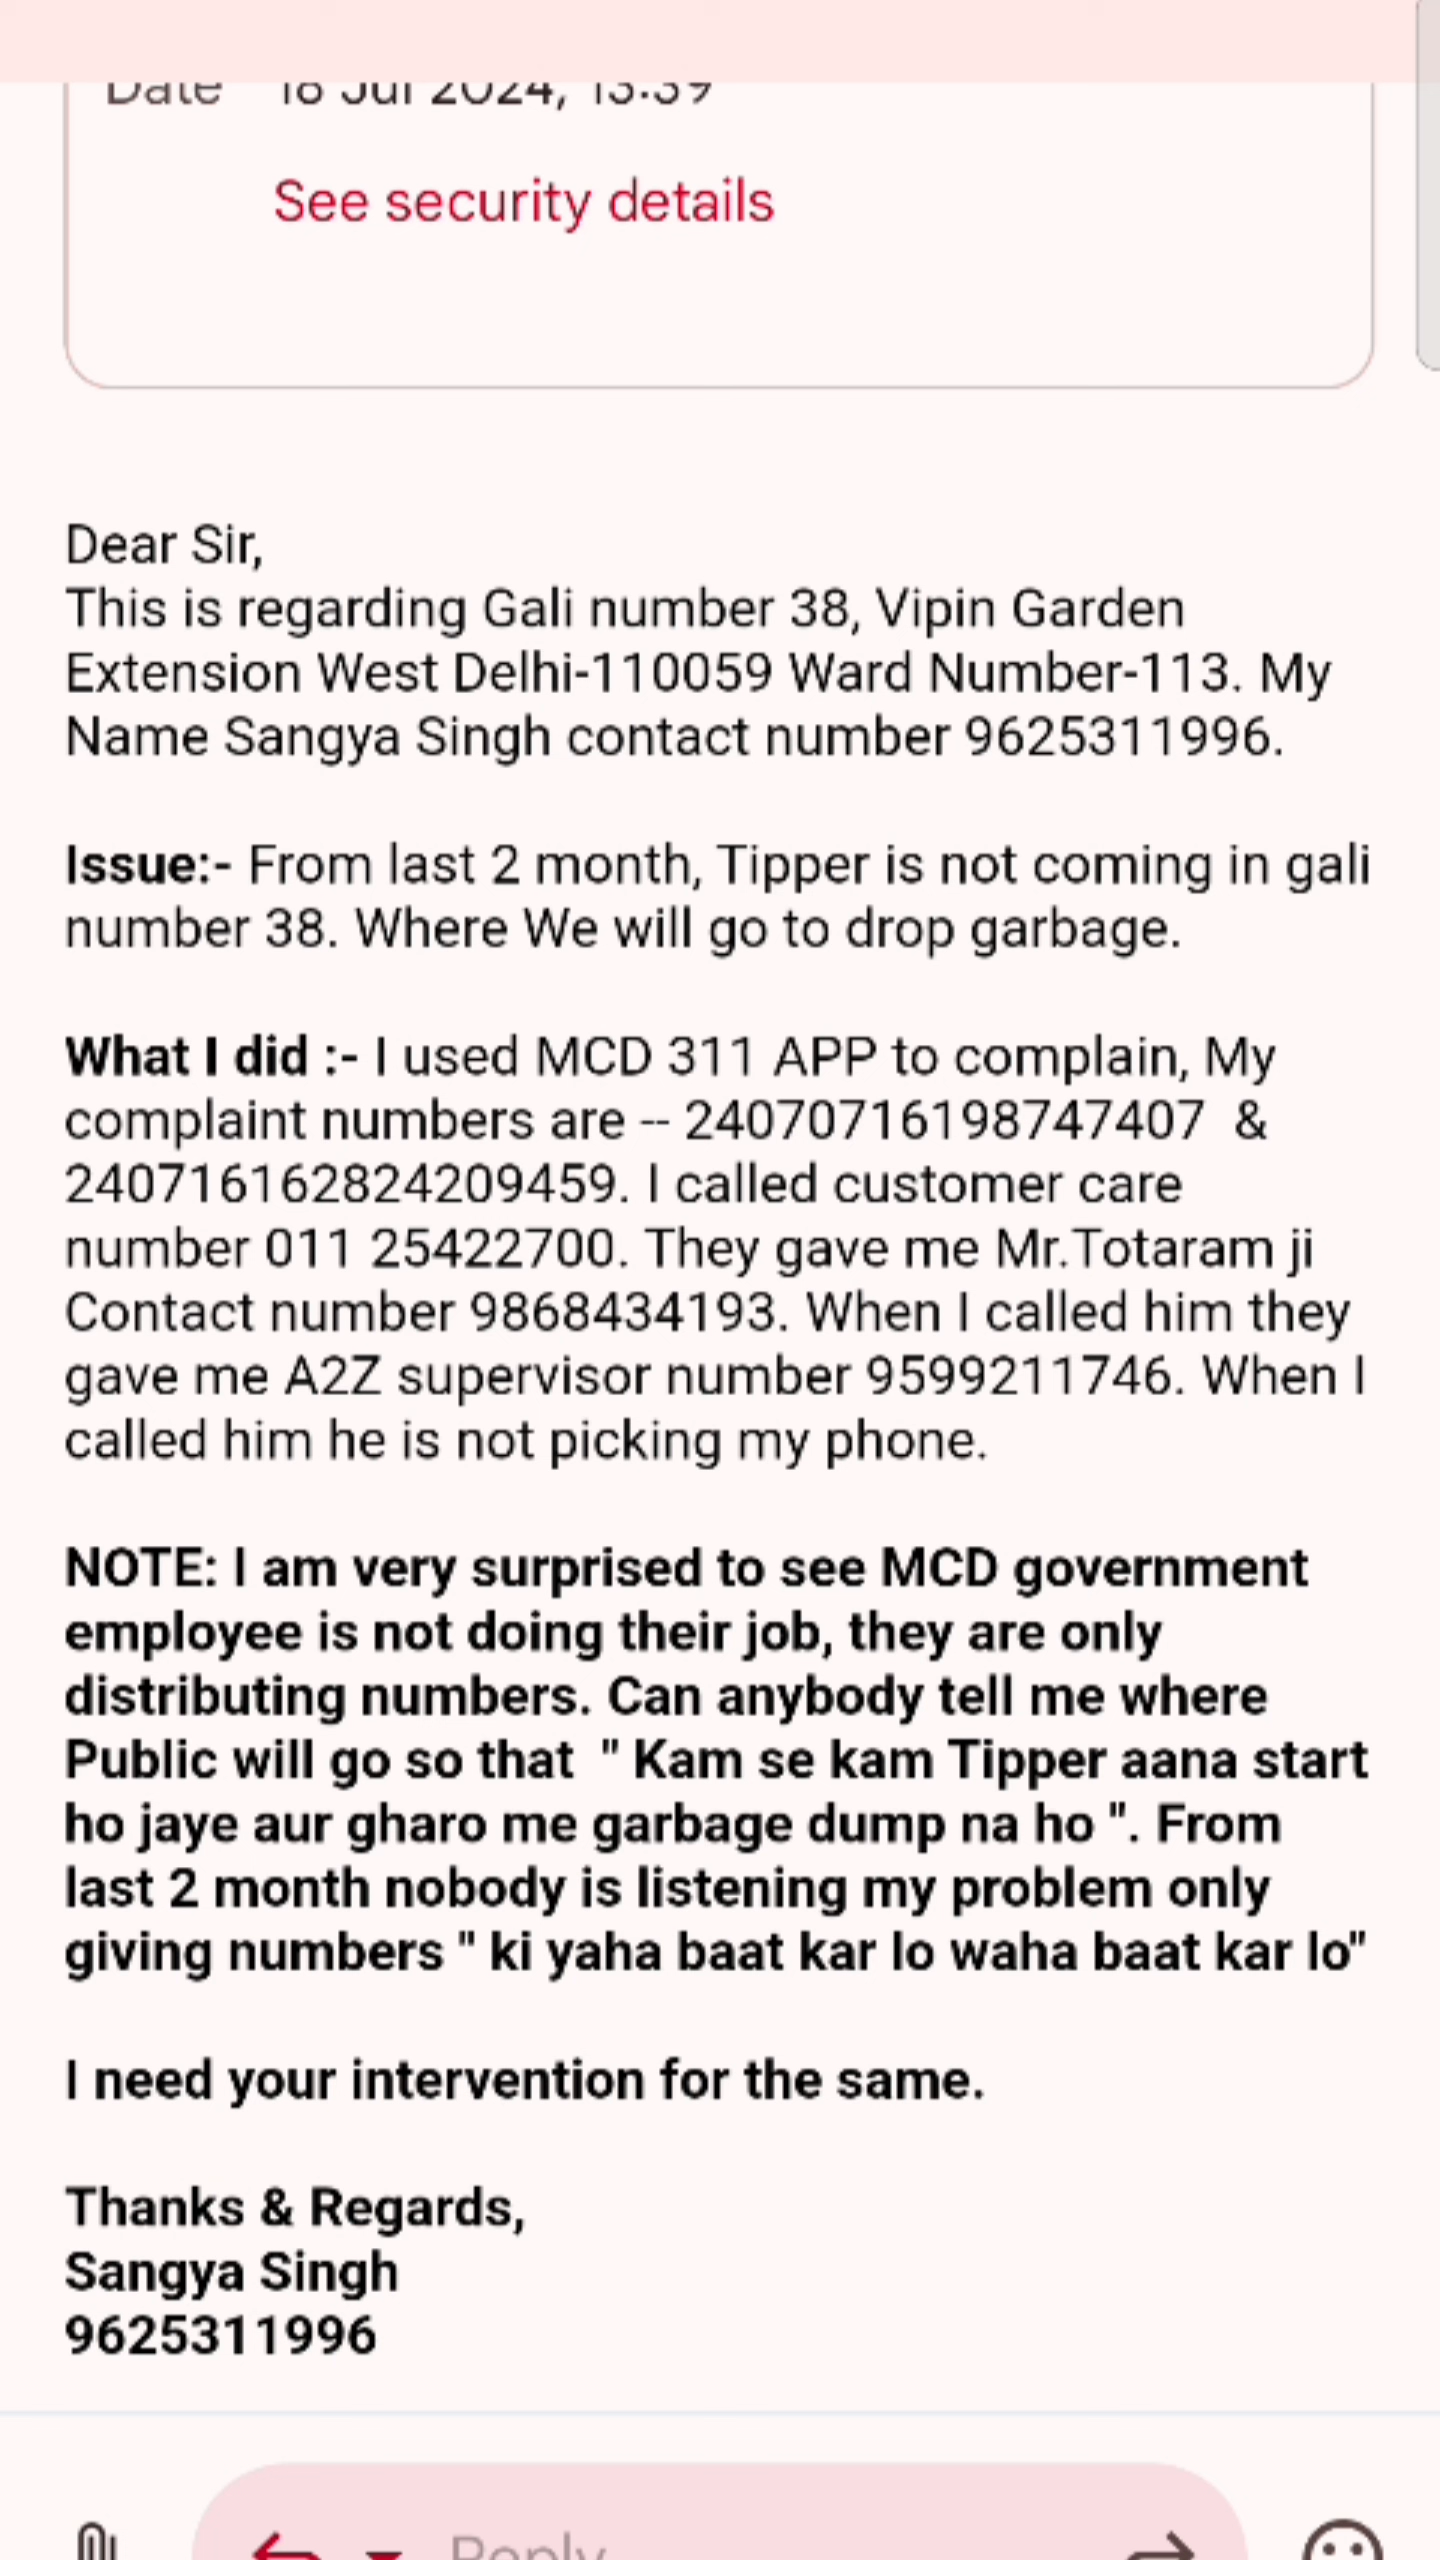 Date 18 Jul 2024, 13:39
See security details
Dear Sir,
This is regarding Gali number 38, Vipin Garden
Extension West Delhi-110059 Ward Number-113. My
Name Sangya Singh contact number 9625311996.
Issue:- From last 2 month, Tipper is not coming in gali
number 38. Where We will go to drop garbage.
What I did :- I used MCD 311 APP to complain, My
complaint numbers are -- 24070716198747407 &
240716162824209459. I called customer care
number 011 25422700. They gave me Mr.Totaram ji
Contact number 9868434193. When I called him they
gave me A2Z supervisor number 9599211746. When I
called him he is not picking my phone.
NOTE: I am very surprised to see MCD government
employee is not doing their job, they are only
distributing numbers. Can anybody tell me where
Public will go so that " Kam se kam Tipper aana start
ho jaye aur gharo me garbage dump na ho ". From
last 2 month nobody is listening my problem only
giving numbers " ki yaha baat kar lo waha baat kar lo"
I need your intervention for the same.
Thanks & Regards,
Sangya Singh
9625311996
Reply